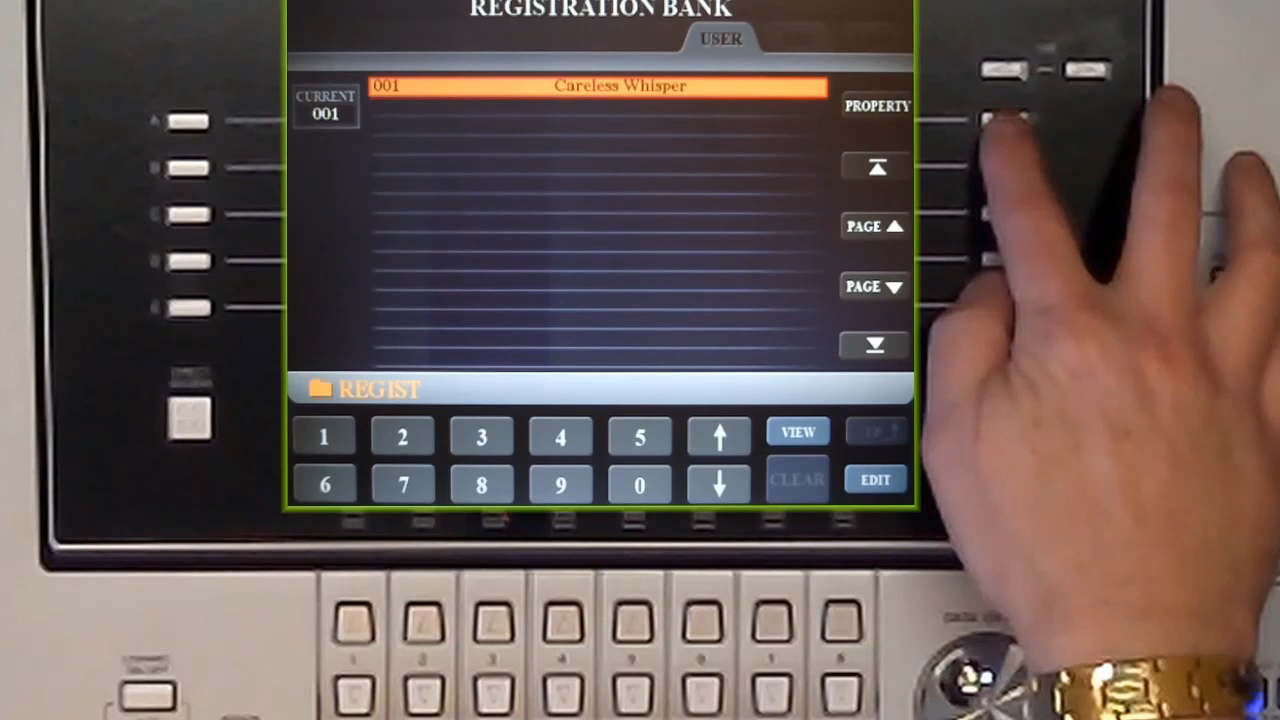 REGISTRATION BANK
USER
CURRENT
001
001 Careless Whisper
PROPERTY
PAGE
PAGE
REGIST
1 2 3 4 5 VIEW UP
6 7 8 9 0 CLEAR EDIT